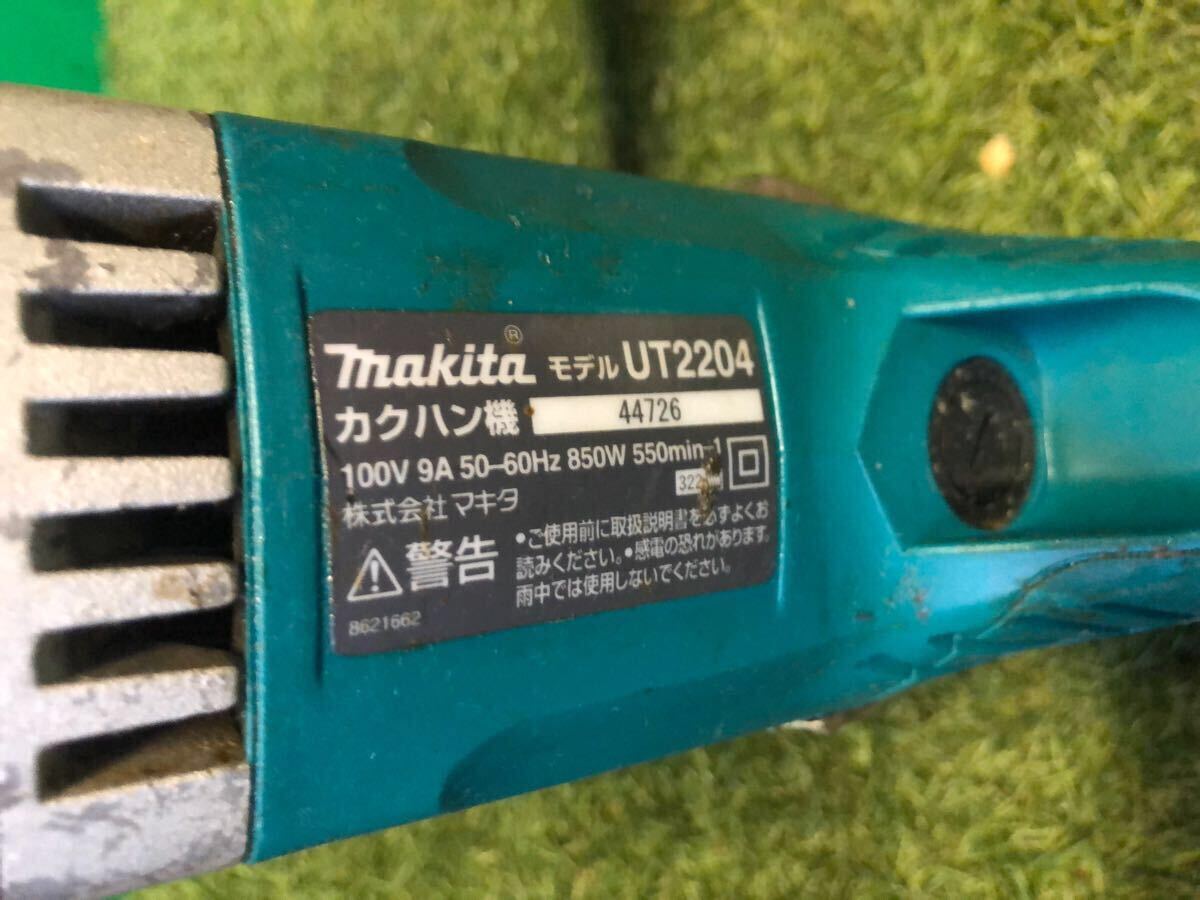 makita® モデル UT2204
カクハン機 44726
100V 9A 50-60Hz 850W 550min-1
株式会社 マキタ
警告
•ご使用前に取扱説明書を必ずよくお
読みください。•感電の恐れがあります。
雨中では使用しないでください。
8621662